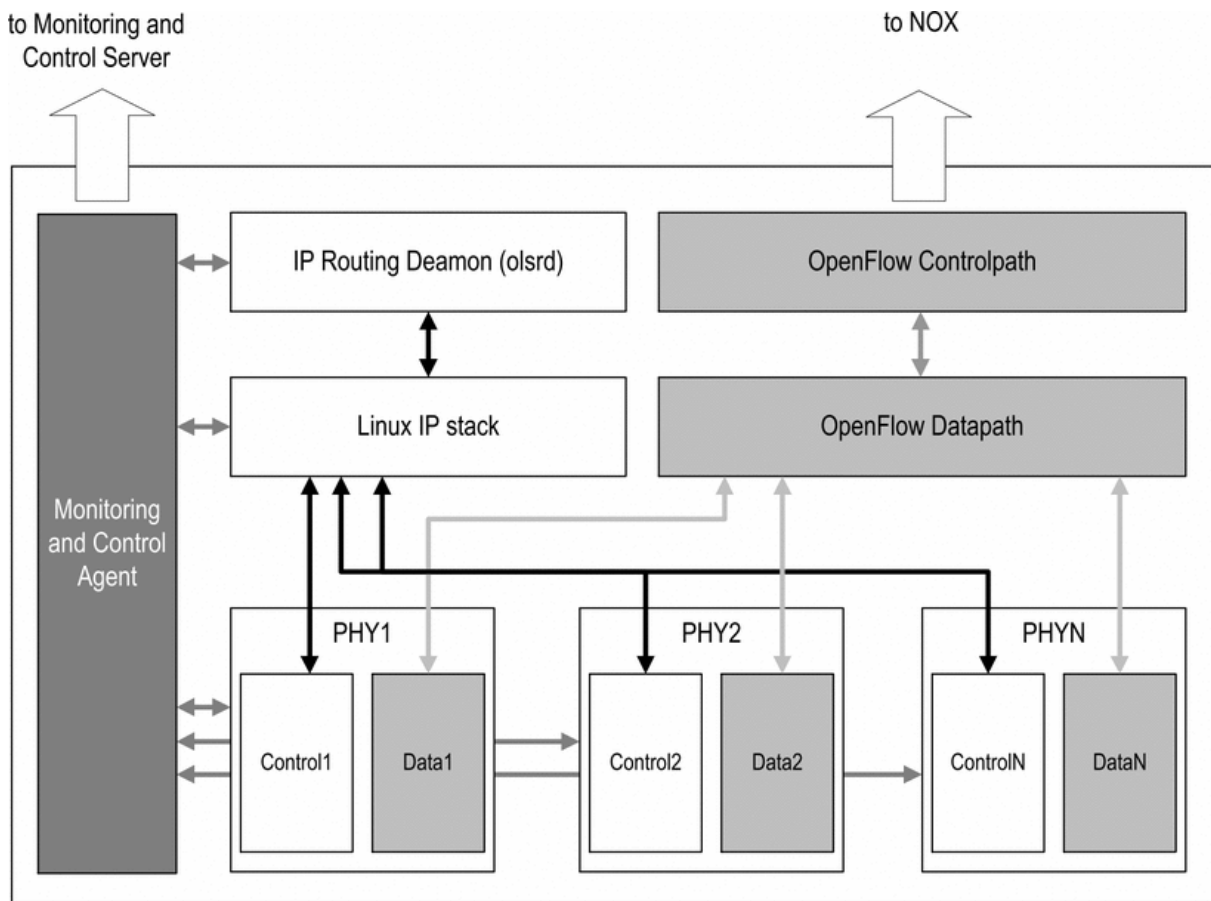 to Monitoring and
Control Server
to NOX
IP Routing Deamon (olsrd)
OpenFlow Controlpath
Linux IP stack
OpenFlow Datapath
Monitoring
and Control
Agent
PHY1
PHY2
PHYN
Control1
Data1
Control2
Data2
ControlN
DataN